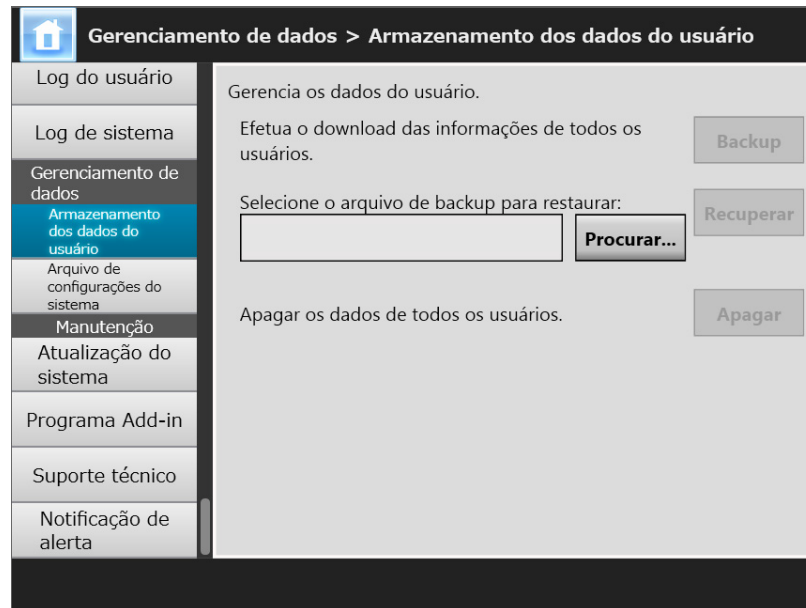 Gerenciamento de dados > Armazenamento dos dados do usuário
Log do usuário
Log de sistema
Gerenciamento de
dados
Armazenamento
dos dados do
usuário
Arquivo de
configurações do
sistema
Manutenção
Atualização do
sistema
Programa Add-in
Suporte técnico
Notificação de
alerta
Gerencia os dados do usuário.
Efetua o download das informações de todos os
usuários.
Backup
Selecione o arquivo de backup para restaurar:
Recuperar
Procurar...
Apagar os dados de todos os usuários.
Apagar